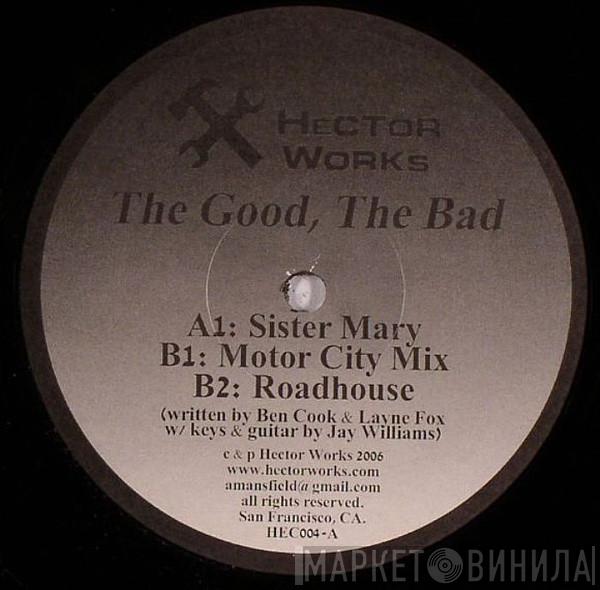 HECTOR
WORKS
The Good, The Bad
A1: Sister Mary
B1: Motor City Mix
B2: Roadhouse
(written by Ben Cook & Layne Fox
w/ keys & guitar by Jay Williams)
c & p Hector Works 2006
www.hectorworks.com
amansfield@gmail.com
all rights reserved.
San Francisco, CA.
HEC004-A
МАРКЕТ ВИНИЛА